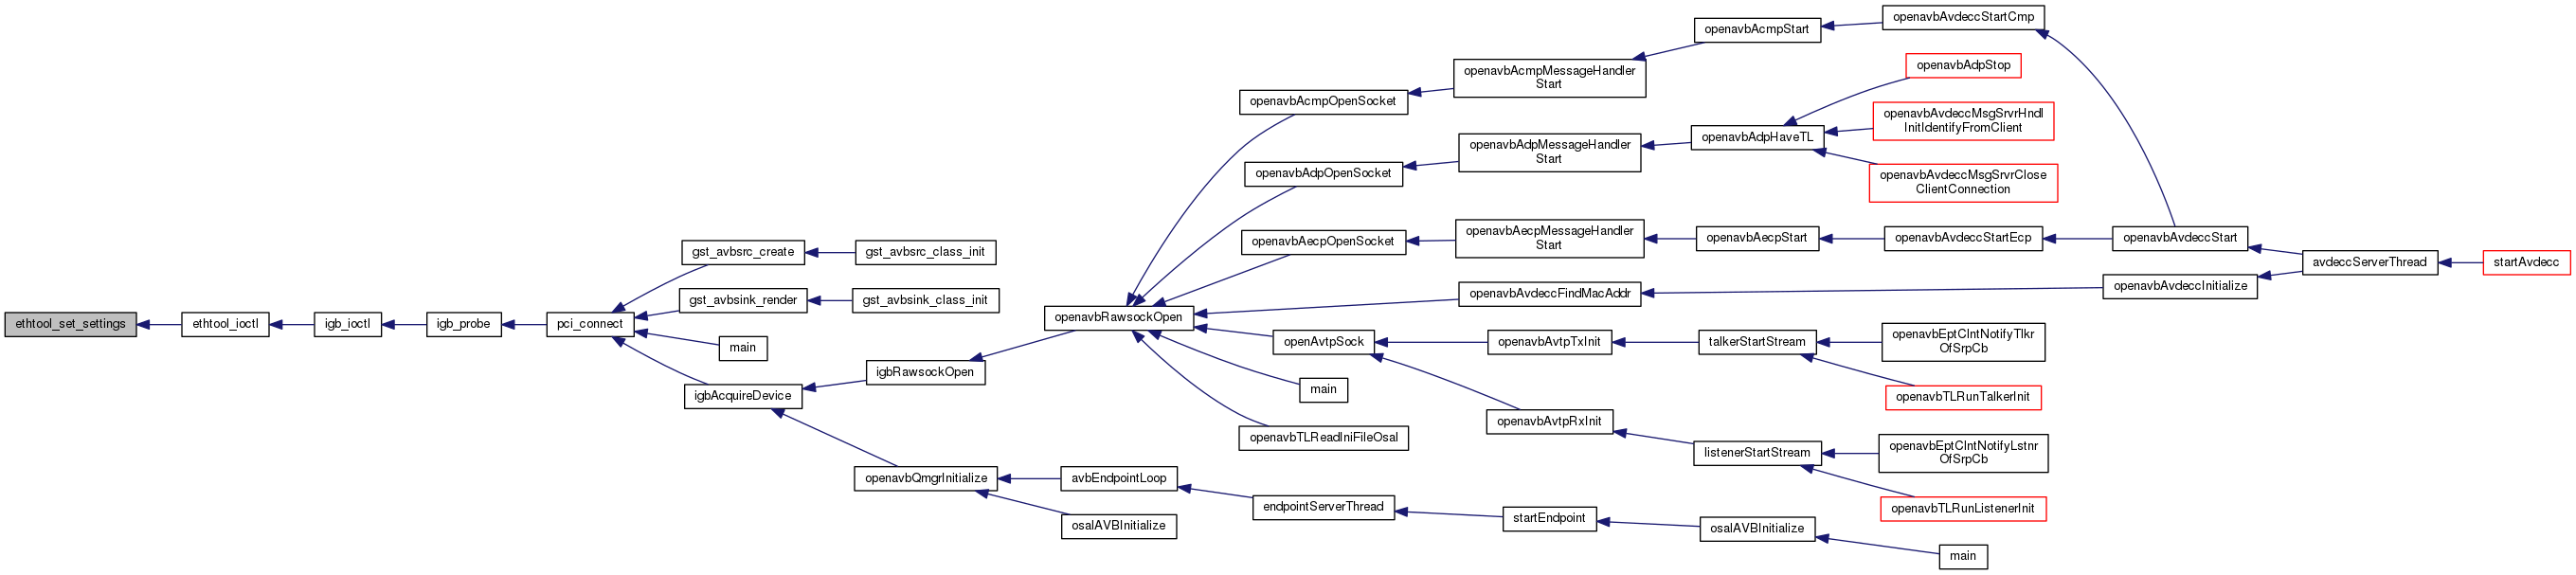 ethtool_set_settings
ethtool_ioctl
igb_ioctl
igb_probe
pci_connect
gst_avbsrc_create
gst_avbsrc_class_init
gst_avbsink_render
gst_avbsink_class_init
main
igbAcquireDevice
igbRawsockOpen
openavbRawsockOpen
openavbAcmpOpenSocket
openavbAcmpMessageHandler
Start
openavbAcmpStart
openavbAvdeccStartCmp
openavbAdpOpenSocket
openavbAdpMessageHandler
Start
openavbAdpHaveTL
openavbAdpStop
openavbAvdeccMsgSrvrHndl
InitIdentifyFromClient
openavbAvdeccMsgSrvrClose
ClientConnection
openavbAecpOpenSocket
openavbAecpMessageHandler
Start
openavbAecpStart
openavbAvdeccStartEcp
openavbAvdeccStart
avdeccServerThread
startAvdecc
openavbAvdeccFindMacAddr
openavbAvdeccInitialize
openAvtpSock
openavbAvtpTxInit
talkerStartStream
openavbEptClntNotifyTlkr
OfSrpCb
openavbTLRunTalkerInit
main
openavbAvtpRxInit
openavbTLReadIniFileOsal
listenerStartStream
openavbEptClntNotifyLstnr
OfSrpCb
openavbTLRunListenerInit
openavbQmgrInitialize
avbEndpointLoop
endpointServerThread
startEndpoint
osalAVBInitialize
main
osalAVBInitialize